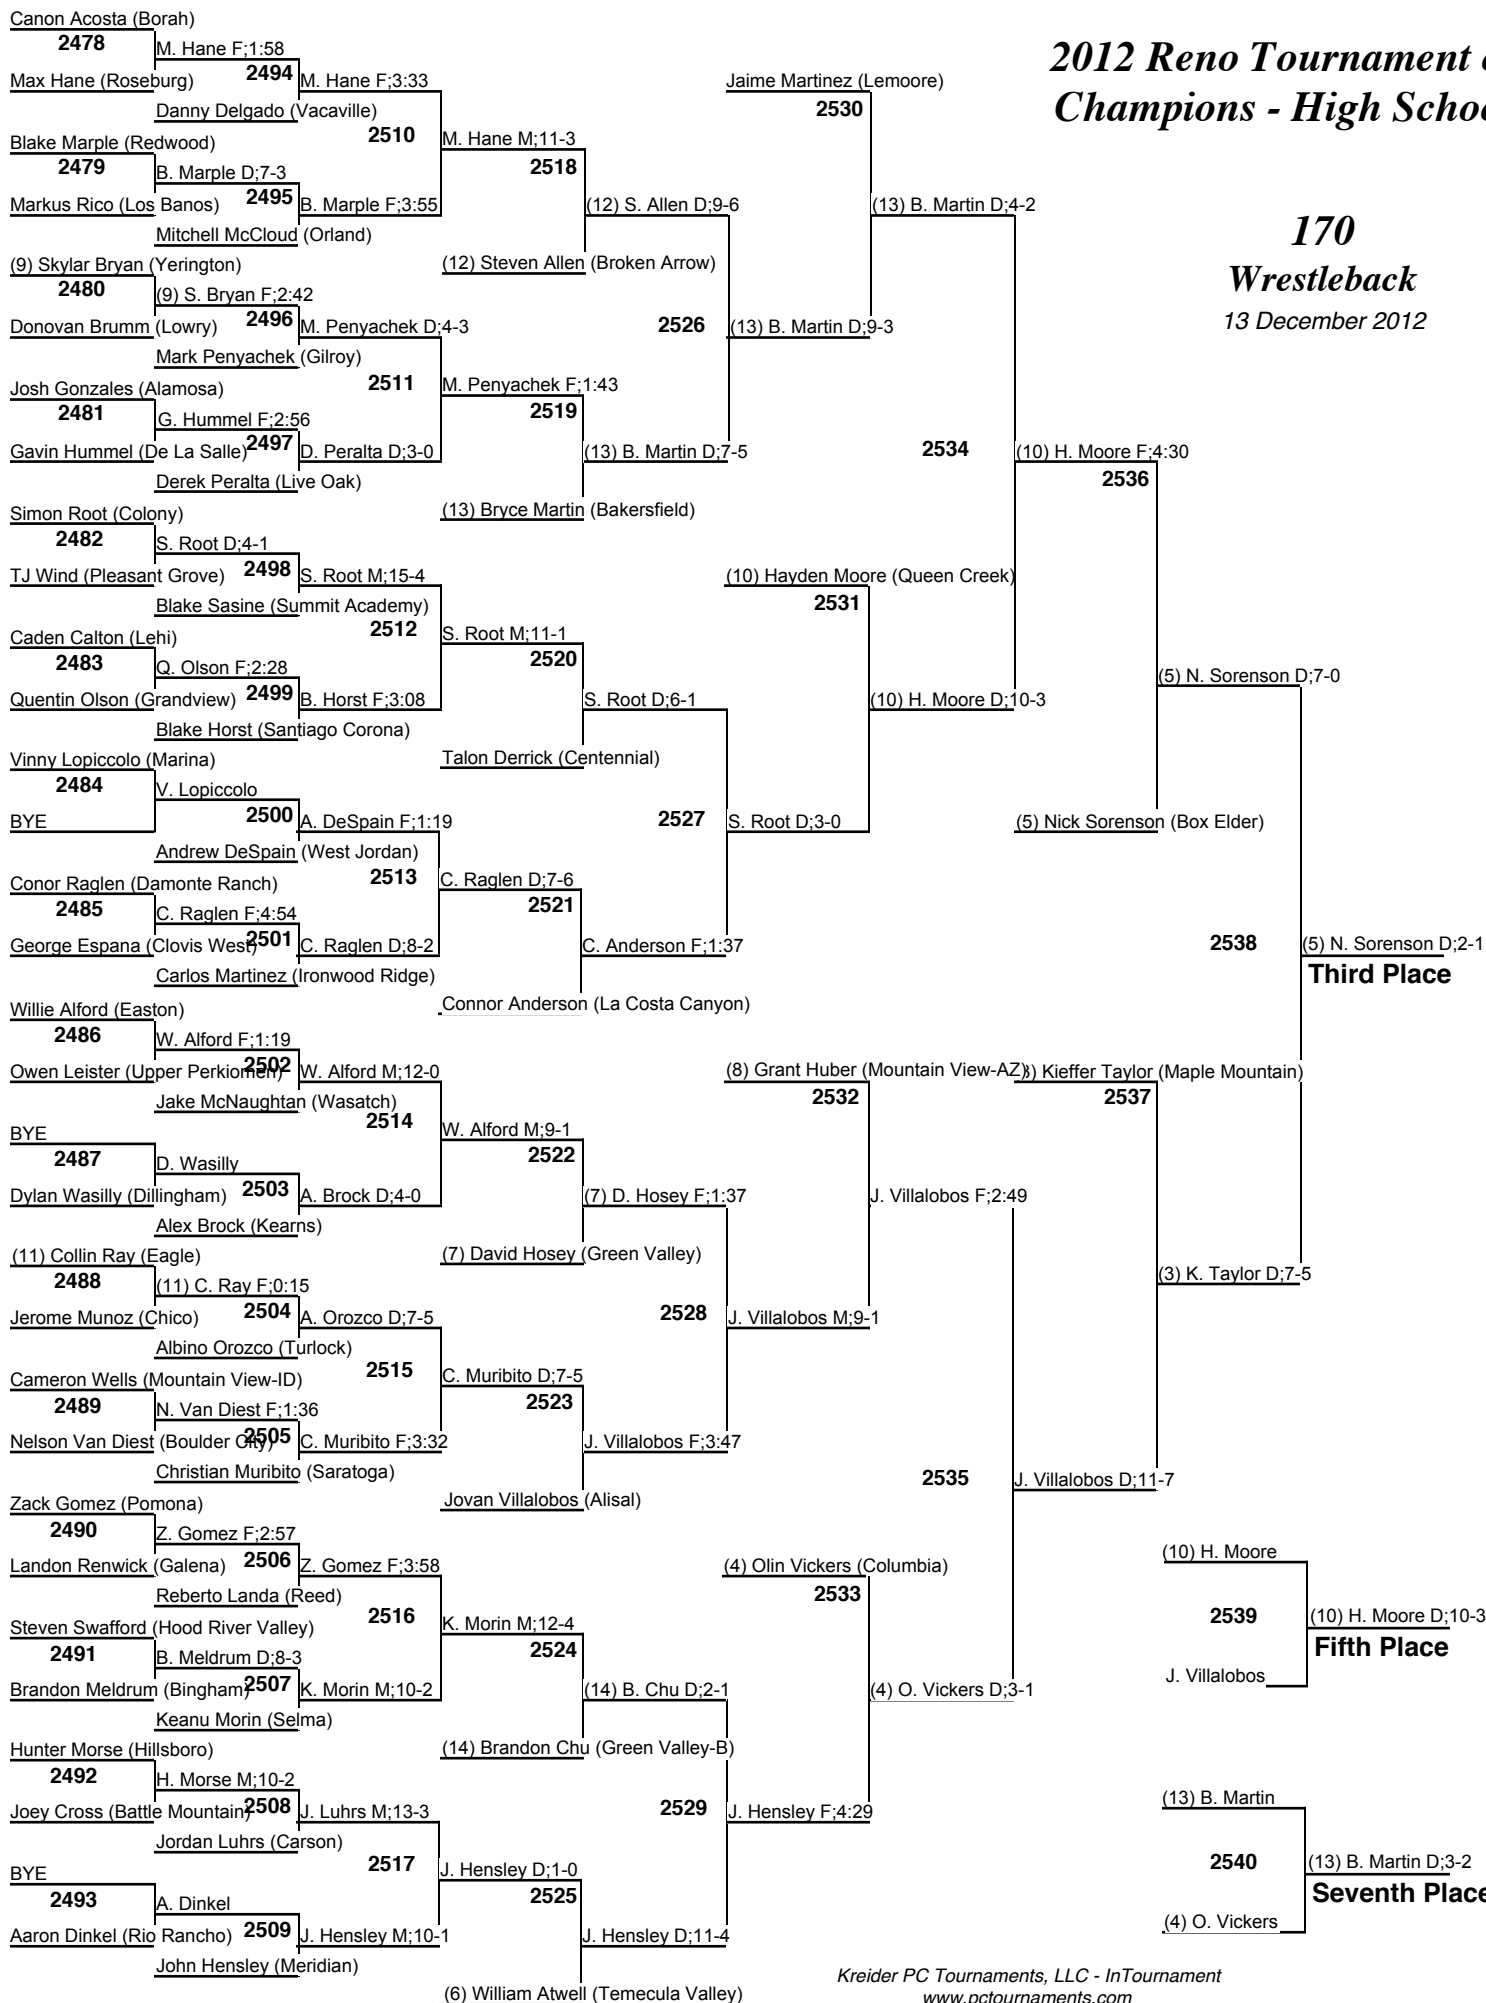 Canon Acosta (Borah)
2478
M. Hane F;1:58
Max Hane (Roseburg)
2494
M. Hane F;3:33
Danny Delgado (Vacaville)
2510
Blake Marple (Redwood)
2479
B. Marple D;7-3
Markus Rico (Los Banos)
2495
B. Marple F;3:55
Mitchell McCloud (Orland)
M. Hane M;11-3
2518
(12) S. Allen D;9-6
(12) Steven Allen (Broken Arrow)
(9) Skylar Bryan (Yerington)
2480
(9) S. Bryan F;2:42
Donovan Brumm (Lowry)
2496
M. Penyachek D;4-3
Mark Penyachek (Gilroy)
2511
Josh Gonzales (Alamosa)
2481
G. Hummel F;2:56
Gavin Hummel (De La Salle)
2497
D. Peralta D;3-0
Derek Peralta (Live Oak)
M. Penyachek F;1:43
2519
(13) B. Martin D;7-5
(13) Bryce Martin (Bakersfield)
2526
(13) B. Martin D;9-3
Jaime Martinez (Lemoore)
2530
(13) B. Martin D;4-2
2012 Reno Tournament
Champions - High Schoo
170
Wrestleback
13 December 2012
Simon Root (Colony)
2482
S. Root D;4-1
TJ Wind (Pleasant Grove)
2498
S. Root M;15-4
Blake Sasine (Summit Academy)
2512
Caden Calton (Lehi)
2483
Q. Olson F;2:28
Quentin Olson (Grandview)
2499
B. Horst F;3:08
Blake Horst (Santiago Corona)
S. Root M;11-1
2520
S. Root D;6-1
Talon Derrick (Centennial)
Vinny Lopiccolo (Marina)
2484
V. Lopiccolo
BYE
2500
A. DeSpain F;1:19
Andrew DeSpain (West Jordan)
2513
Conor Raglen (Damonte Ranch)
2485
C. Raglen F;4:54
George Espana (Clovis West)
2501
C. Raglen D;8-2
Carlos Martinez (Ironwood Ridge)
C. Raglen D;7-6
2521
C. Anderson F;1:37
Connor Anderson (La Costa Canyon)
2527
S. Root D;3-0
(10) Hayden Moore (Queen Creek)
2531
(10) H. Moore D;10-3
2534
(10) H. Moore F;4:30
2536
(5) N. Sorenson D;7-0
(5) Nick Sorenson (Box Elder)
2538
(5) N. Sorenson D;2-1
Third Place
Willie Alford (Easton)
2486
W. Alford F;1:19
Owen Leister (Upper Perkiomen)
2502
W. Alford M;12-0
Jake McNaughtan (Wasatch)
2514
BYE
2487
D. Wasilly
Dylan Wasilly (Dillingham)
2503
A. Brock D;4-0
Alex Brock (Kearns)
W. Alford M;9-1
2522
(7) D. Hosey F;1:37
(7) David Hosey (Green Valley)
(11) Collin Ray (Eagle)
2488
(11) C. Ray F;0:15
Jerome Munoz (Chico)
2504
A. Orozco D;7-5
Albino Orozco (Turlock)
2515
Cameron Wells (Mountain View-ID)
2489
N. Van Diest F;1:36
Nelson Van Diest (Boulder City)
2505
C. Muribito F;3:32
Christian Muribito (Saratoga)
C. Muribito D;7-5
2523
J. Villalobos F;3:47
Jovan Villalobos (Alisal)
2528
J. Villalobos M;9-1
(8) Grant Huber (Mountain View-AZ)
2532
J. Villalobos F;2:49
3) Kieffer Taylor (Maple Mountain)
2537
(3) K. Taylor D;7-5
Zack Gomez (Pomona)
2490
Z. Gomez F;2:57
Landon Renwick (Galena)
2506
Z. Gomez F;3:58
Reberto Landa (Reed)
2516
Steven Swafford (Hood River Valley)
2491
B. Meldrum D;8-3
Brandon Meldrum (Bingham)
2507
K. Morin M;10-2
Keanu Morin (Selma)
K. Morin M;12-4
2524
(14) B. Chu D;2-1
(14) Brandon Chu (Green Valley-B)
Hunter Morse (Hillsboro)
2492
H. Morse M;10-2
Joey Cross (Battle Mountain)
2508
J. Luhrs M;13-3
Jordan Luhrs (Carson)
2517
BYE
2493
A. Dinkel
Aaron Dinkel (Rio Rancho)
2509
J. Hensley M;10-1
John Hensley (Meridian)
J. Hensley D;1-0
2525
J. Hensley D;11-4
(6) William Atwell (Temecula Valley)
2529
J. Hensley F;4:29
(4) Olin Vickers (Columbia)
2533
(4) O. Vickers D;3-1
2535
J. Villalobos D;11-7
(10) H. Moore
2539
(10) H. Moore D;10-3
Fifth Place
J. Villalobos
(13) B. Martin
2540
(13) B. Martin D;3-2
Seventh Place
(4) O. Vickers
Kreider PC Tournaments, LLC - InTournament
www.pctournaments.com